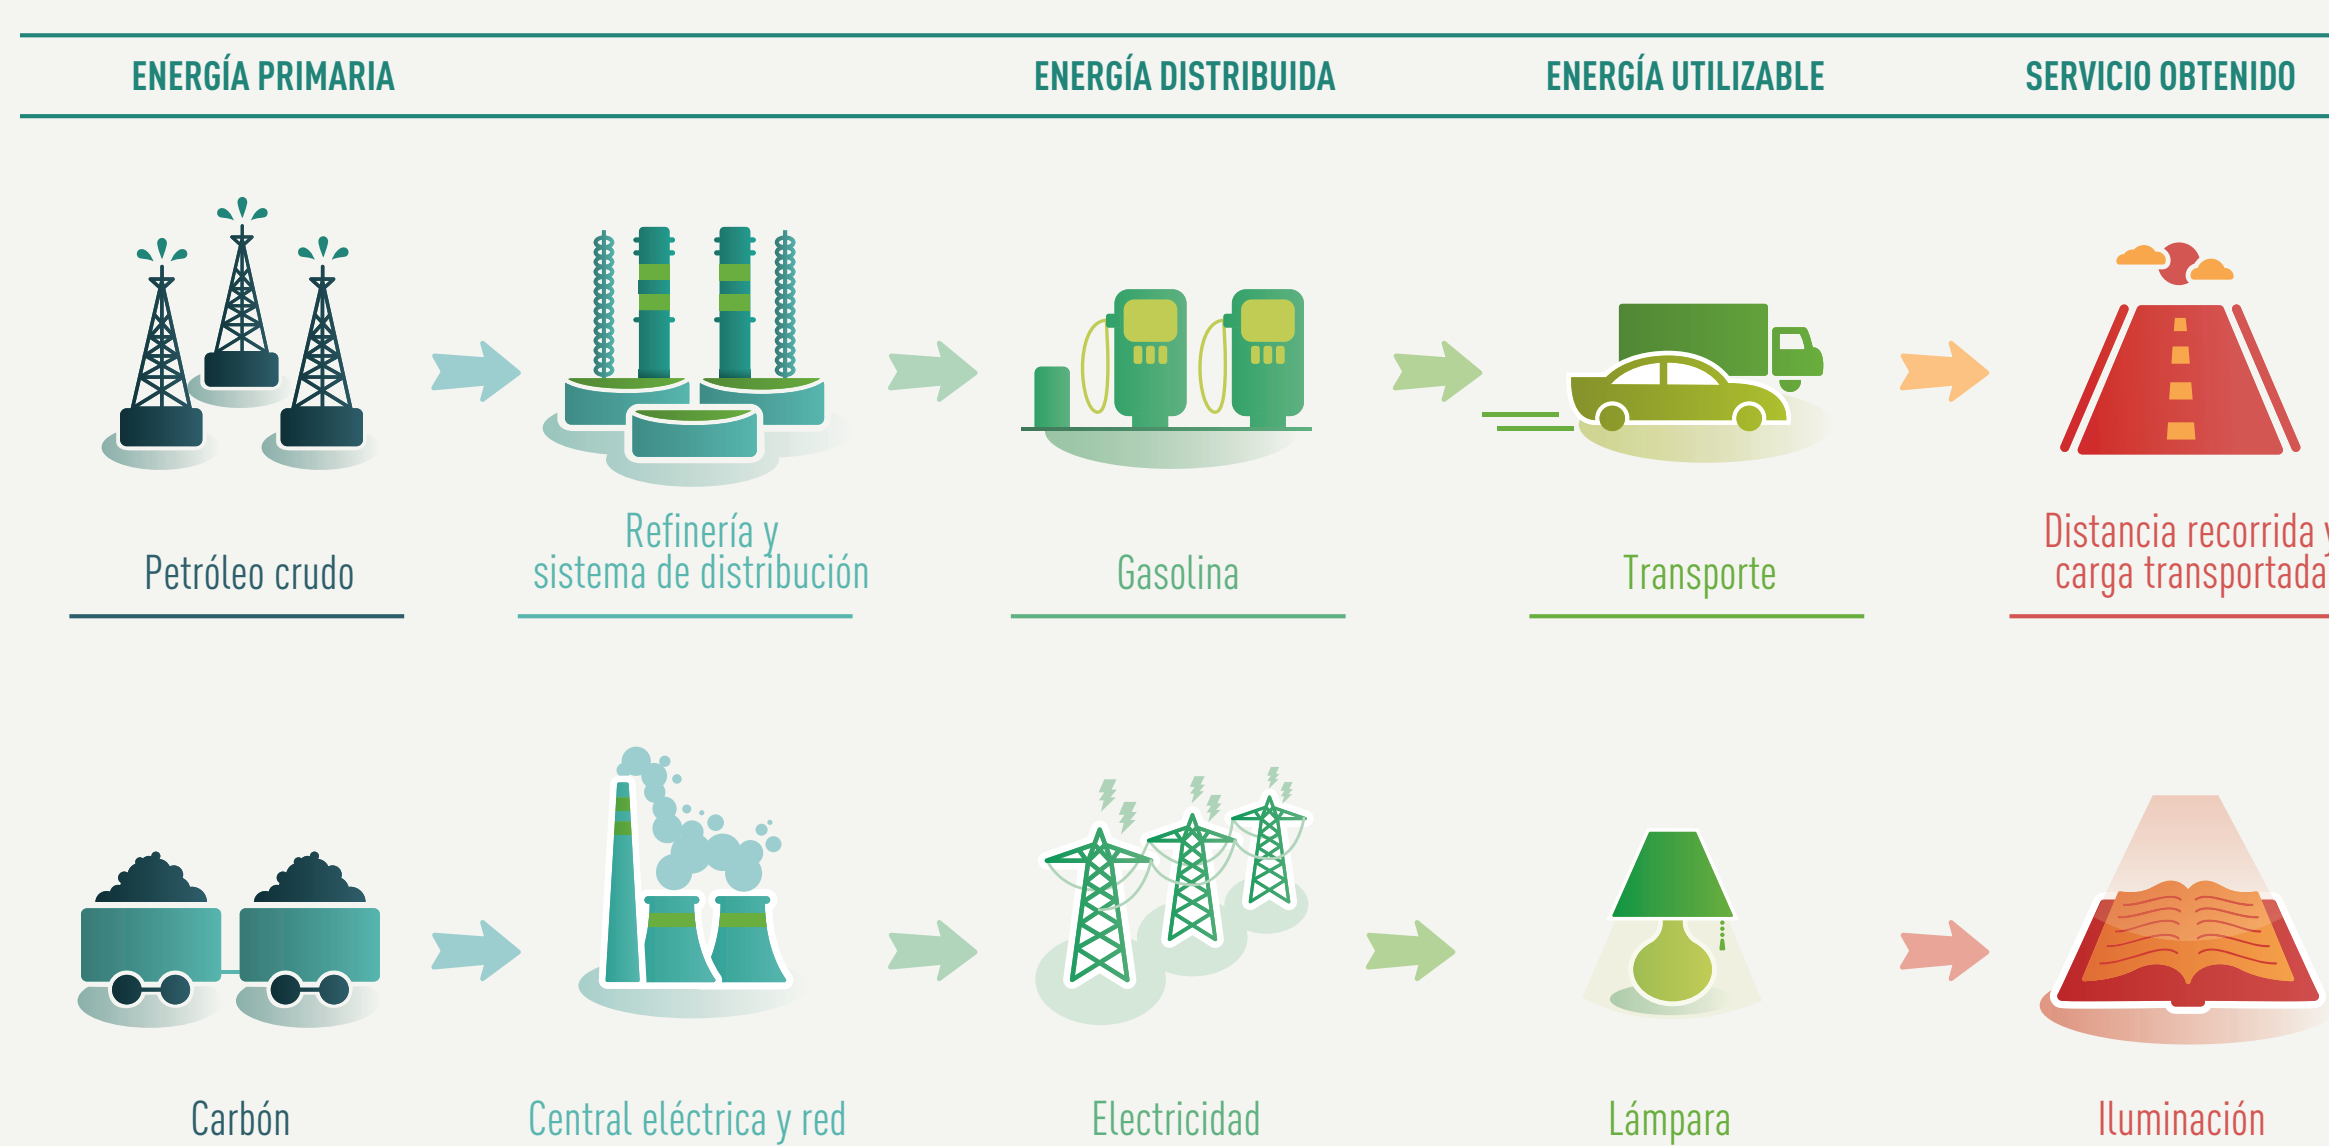 ENERGÍA PRIMARIA
ENERGÍA DISTRIBUIDA
ENERGÍA UTILIZABLE
SERVICIO OBTENIDO
Petróleo crudo
Refinería y
sistema de distribución
Gasolina
Transporte
Distancia recorrida y
carga transportada
Carbón
Central eléctrica y red
Electricidad
Lámpara
Iluminación